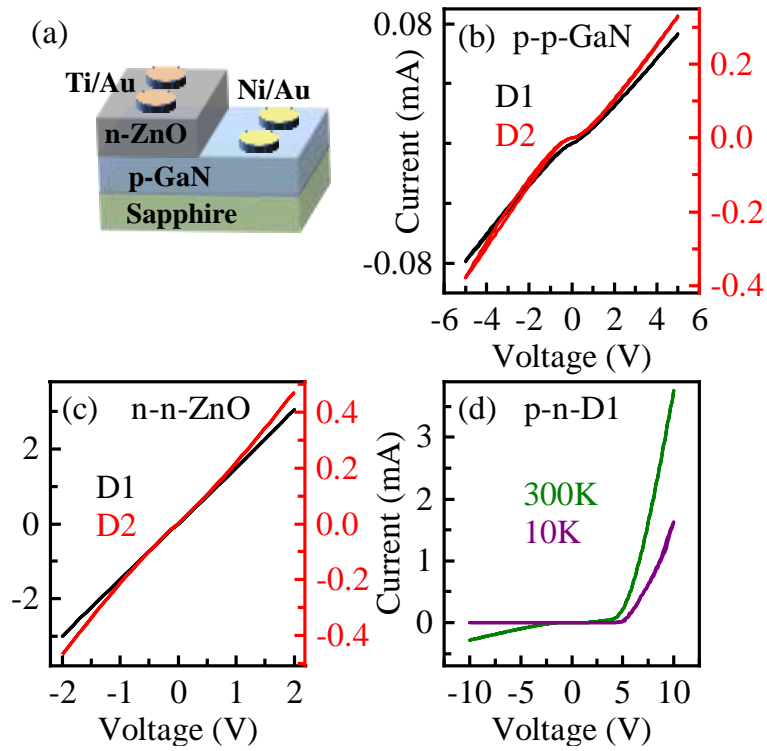 (a)
Ti/Au
Ni/Au
n-ZnO
p-GaN
Sapphire
(b) p-p-GaN
D1
D2
Current (mA)
0.08
-0.08
0.2
0.0
-0.2
-0.4
-6 -4 -2 0 2 4 6
Voltage (V)
(c) n-n-ZnO
D1
D2
2
0
-2
0.4
0.2
0.0
-0.2
-0.4
-2 -1 0 1 2
Voltage (V)
(d) p-n-D1
300K
10K
Current (mA)
3
2
1
0
-10 -5 0 5 10
Voltage (V)